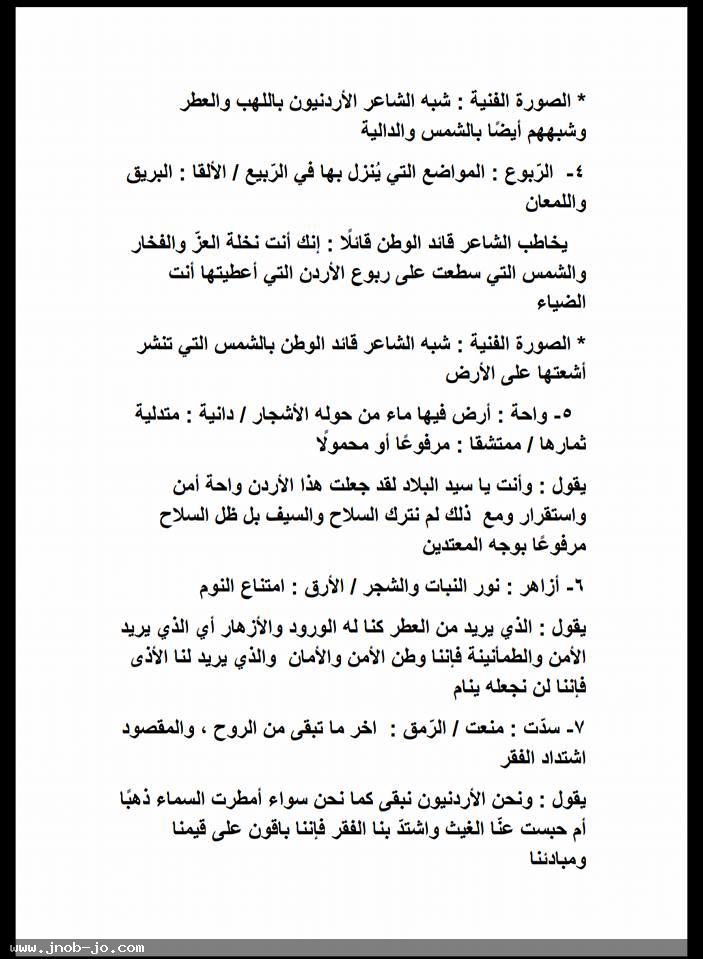 * الصورة الفنية : شبه الشاعر الأردنيون باللهب والعطر
وشبههم أيضًا بالشمس والدالية
٤- الرّبوع : المواضع التي يُنزل بها في الرّبيع / الألقا : البريق
واللمعان
يخاطب الشاعر قائد الوطن قائلًا : إنك أنت نخلة العزّ والفخار
والشمس التي سطعت على ربوع الأردن التي أعطيتها أنت
الضياء
* الصورة الفنية : شبه الشاعر قائد الوطن بالشمس التي تنشر
أشعتها على الأرض
٥- واحة : أرض فيها ماء من حوله الأشجار / دانية : متدلية
ثمارها / ممتشقا : مرفوعًا أو محمولًا
يقول : وأنت يا سيد البلاد لقد جعلت هذا الأردن واحة أمن
واستقرار ومع ذلك لم نترك السلاح والسيف بل ظل السلاح
مرفوعًا بوجه المعتدين
٦- أزاهر : نور النبات والشجر / الأرق : امتناع النوم
يقول : الذي يريد من العطر كنا له الورود والأزهار أي الذي يريد
الأمن والطمأنينة فإننا وطن الأمن والأمان والذي يريد لنا الأذى
فإننا لن نجعله ينام
٧- سدّت : منعت / الرّمق : اخر ما تبقى من الروح ، والمقصود
اشتداد الفقر
يقول : ونحن الأردنيون نبقى كما نحن سواء أمطرت السماء ذهبًا
أم حبست عنّا الغيث واشتدّ بنا الفقر فإننا باقون على قيمنا
ومبادئنا
www.jnob-jo.com